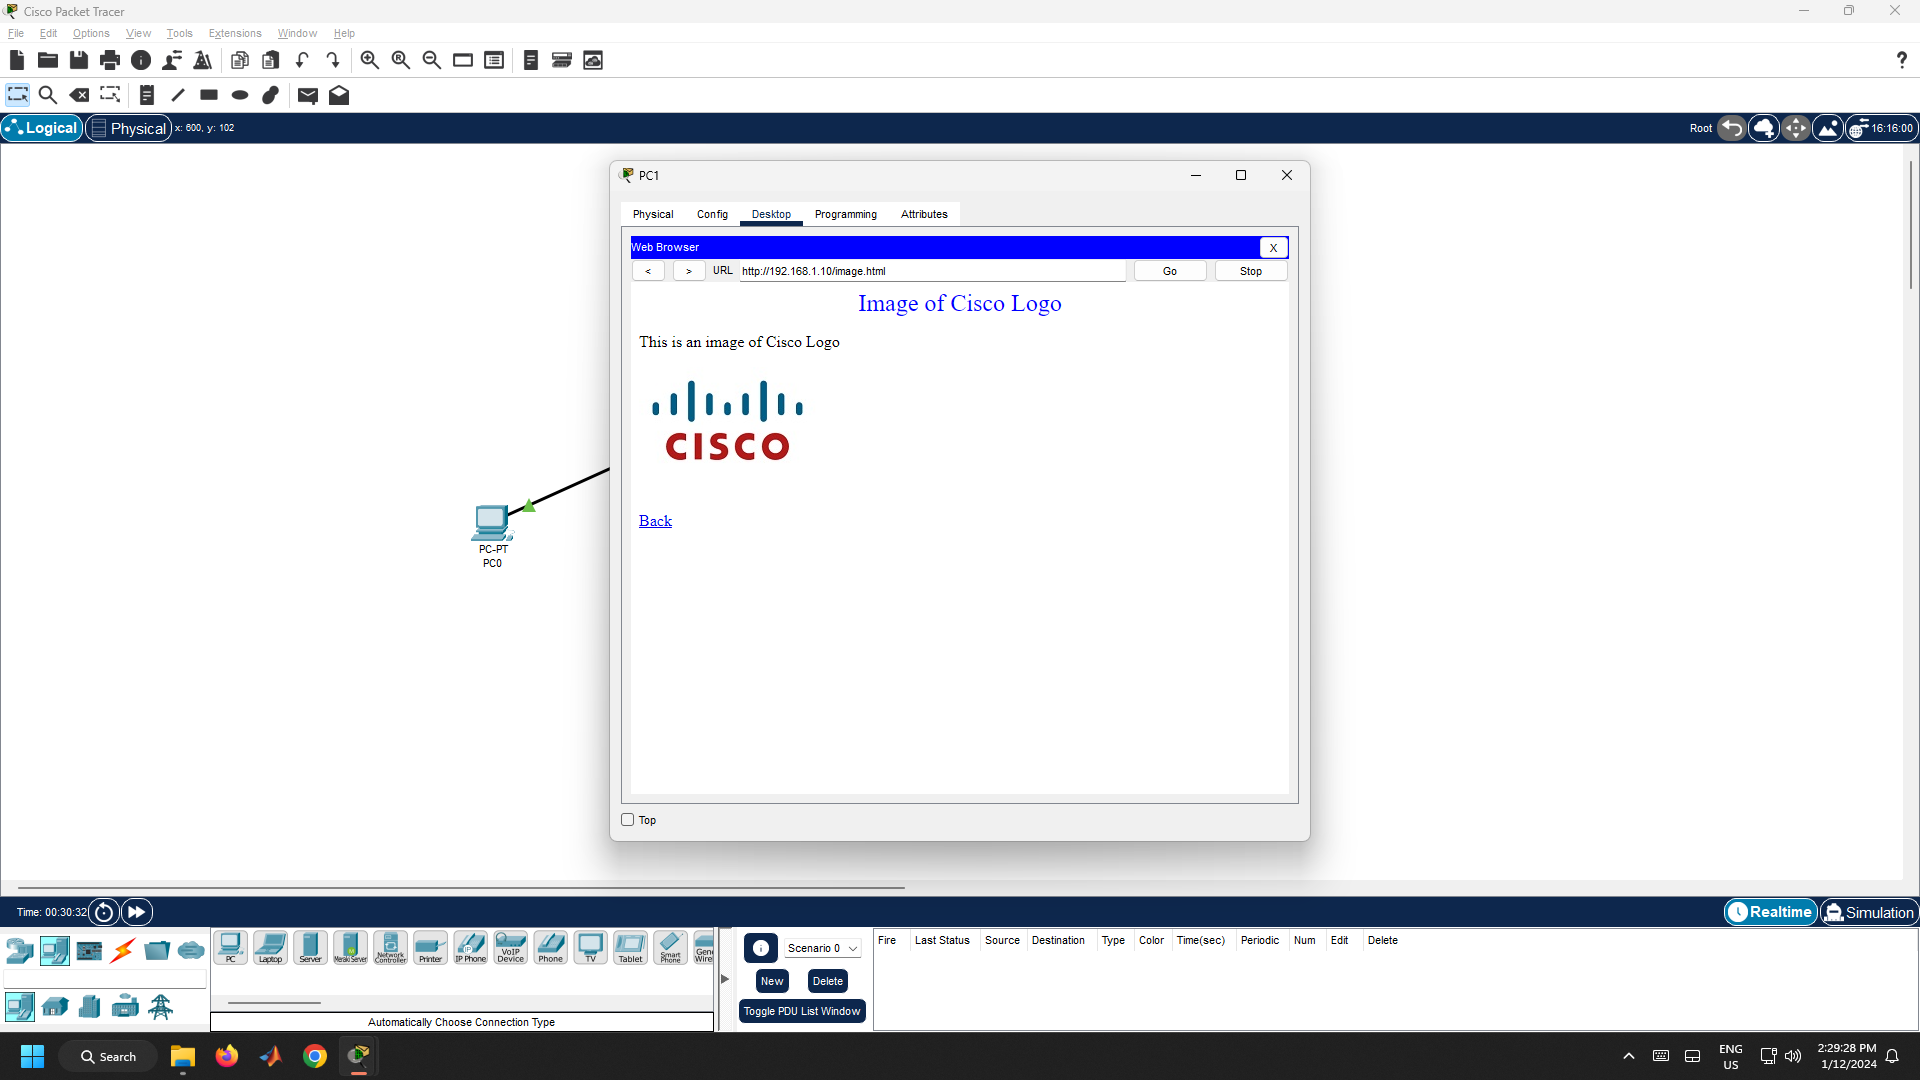 Cisco Packet Tracer
File Edit Options View Tools Extensions Window Help
Logical Physical x: 600, y: 102 Root 16:16:00
PC1
Physical Config Desktop Programming Attributes
Web Browser X
< > URL http://192.168.1.10/image.html Go Stop
Image of Cisco Logo
This is an image of Cisco Logo
CISCO
Back
PC-PT
PC0
Top
Time: 00:30:32 Realtime Simulation
PC Laptop Server MerakiServer Network Controller Printer IP Phone VoIP Device Phone TV Tablet Smart Phone
Automatically Choose Connection Type
Scenario 0
New Delete
Toggle PDU List Window
Fire Last Status Source Destination Type Color Time(sec) Periodic Num Edit Delete
Search
ENG
US
2:29:28 PM
1/12/2024